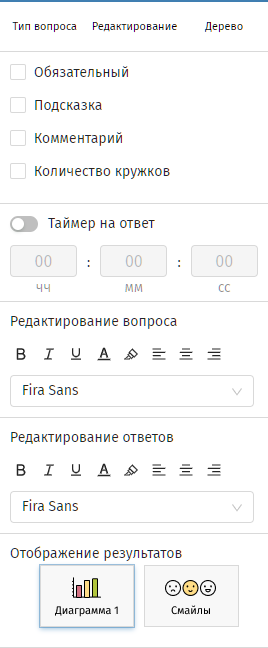 Тип вопроса Редактирование Дерево
Обязательный
Подсказка
Комментарий
Количество кружков
Таймер на ответ
00 : 00 : 00
чч мм сс
Редактирование вопроса
B I U A
Fira Sans
Редактирование ответов
B I U A
Fira Sans
Отображение результатов
Диаграмма 1 Смайлы